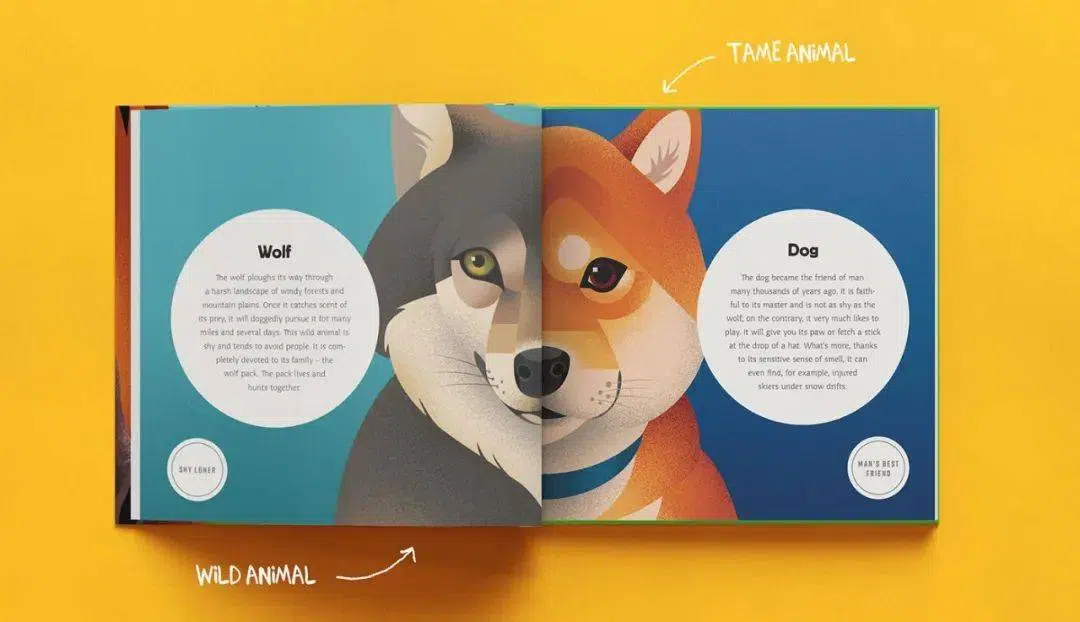 TAME ANIMAL
Wolf
The wolf ploughs its way through
a harsh landscape of windy forests and
mountain plains. Once it catches scent of
its prey, it will doggedly pursue it for many
miles and several days. This wild animal is
shy and tends to avoid people. It is com-
pletely devoted to its family – the
wolf pack. The pack lives and
hunts together.
SHY LONER
Dog
The dog became the friend of man
many thousands of years ago. It is faith-
ful to its master and is not as shy as the
wolf; on the contrary, it very much likes to
play. It will give you its paw or fetch a stick
at the drop of a hat. What's more, thanks
to its sensitive sense of smell, it can
even find, for example, injured
skiers under snow drifts.
MAN'S BEST
FRIEND
WILD ANIMAL